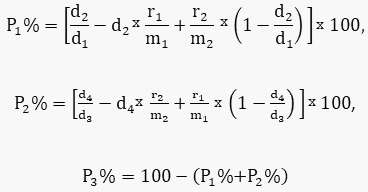 P₁% = [d₂/d₁ − d₂ x r₁/m₁ + r₂/m₂ x (1 − d₂/d₁)] x 100,
P₂% = [d₄/d₃ − d₄ x r₂/m₂ + r₁/m₁ x (1 − d₄/d₃)] x 100,
P₃% = 100 − (P₁%+P₂%)